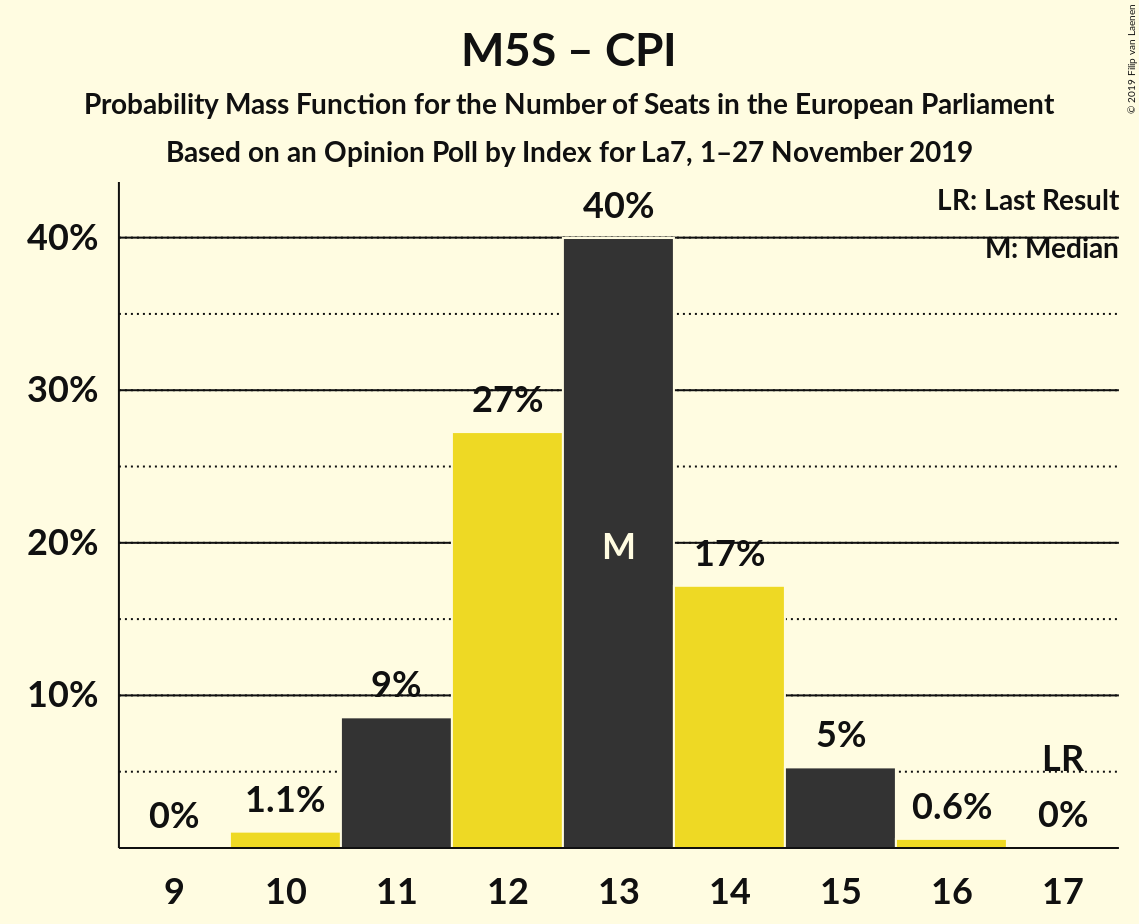 M5S – CPI
Probability Mass Function for the Number of Seats in the European Parliament
Based on an Opinion Poll by Index for La7, 1–27 November 2019
© 2019 Filip van Laenen
LR: Last Result
M: Median
40%
30%
20%
10%
0%
1.1%
9%
27%
40%
M
17%
5%
0.6%
LR
0%
9 10 11 12 13 14 15 16 17